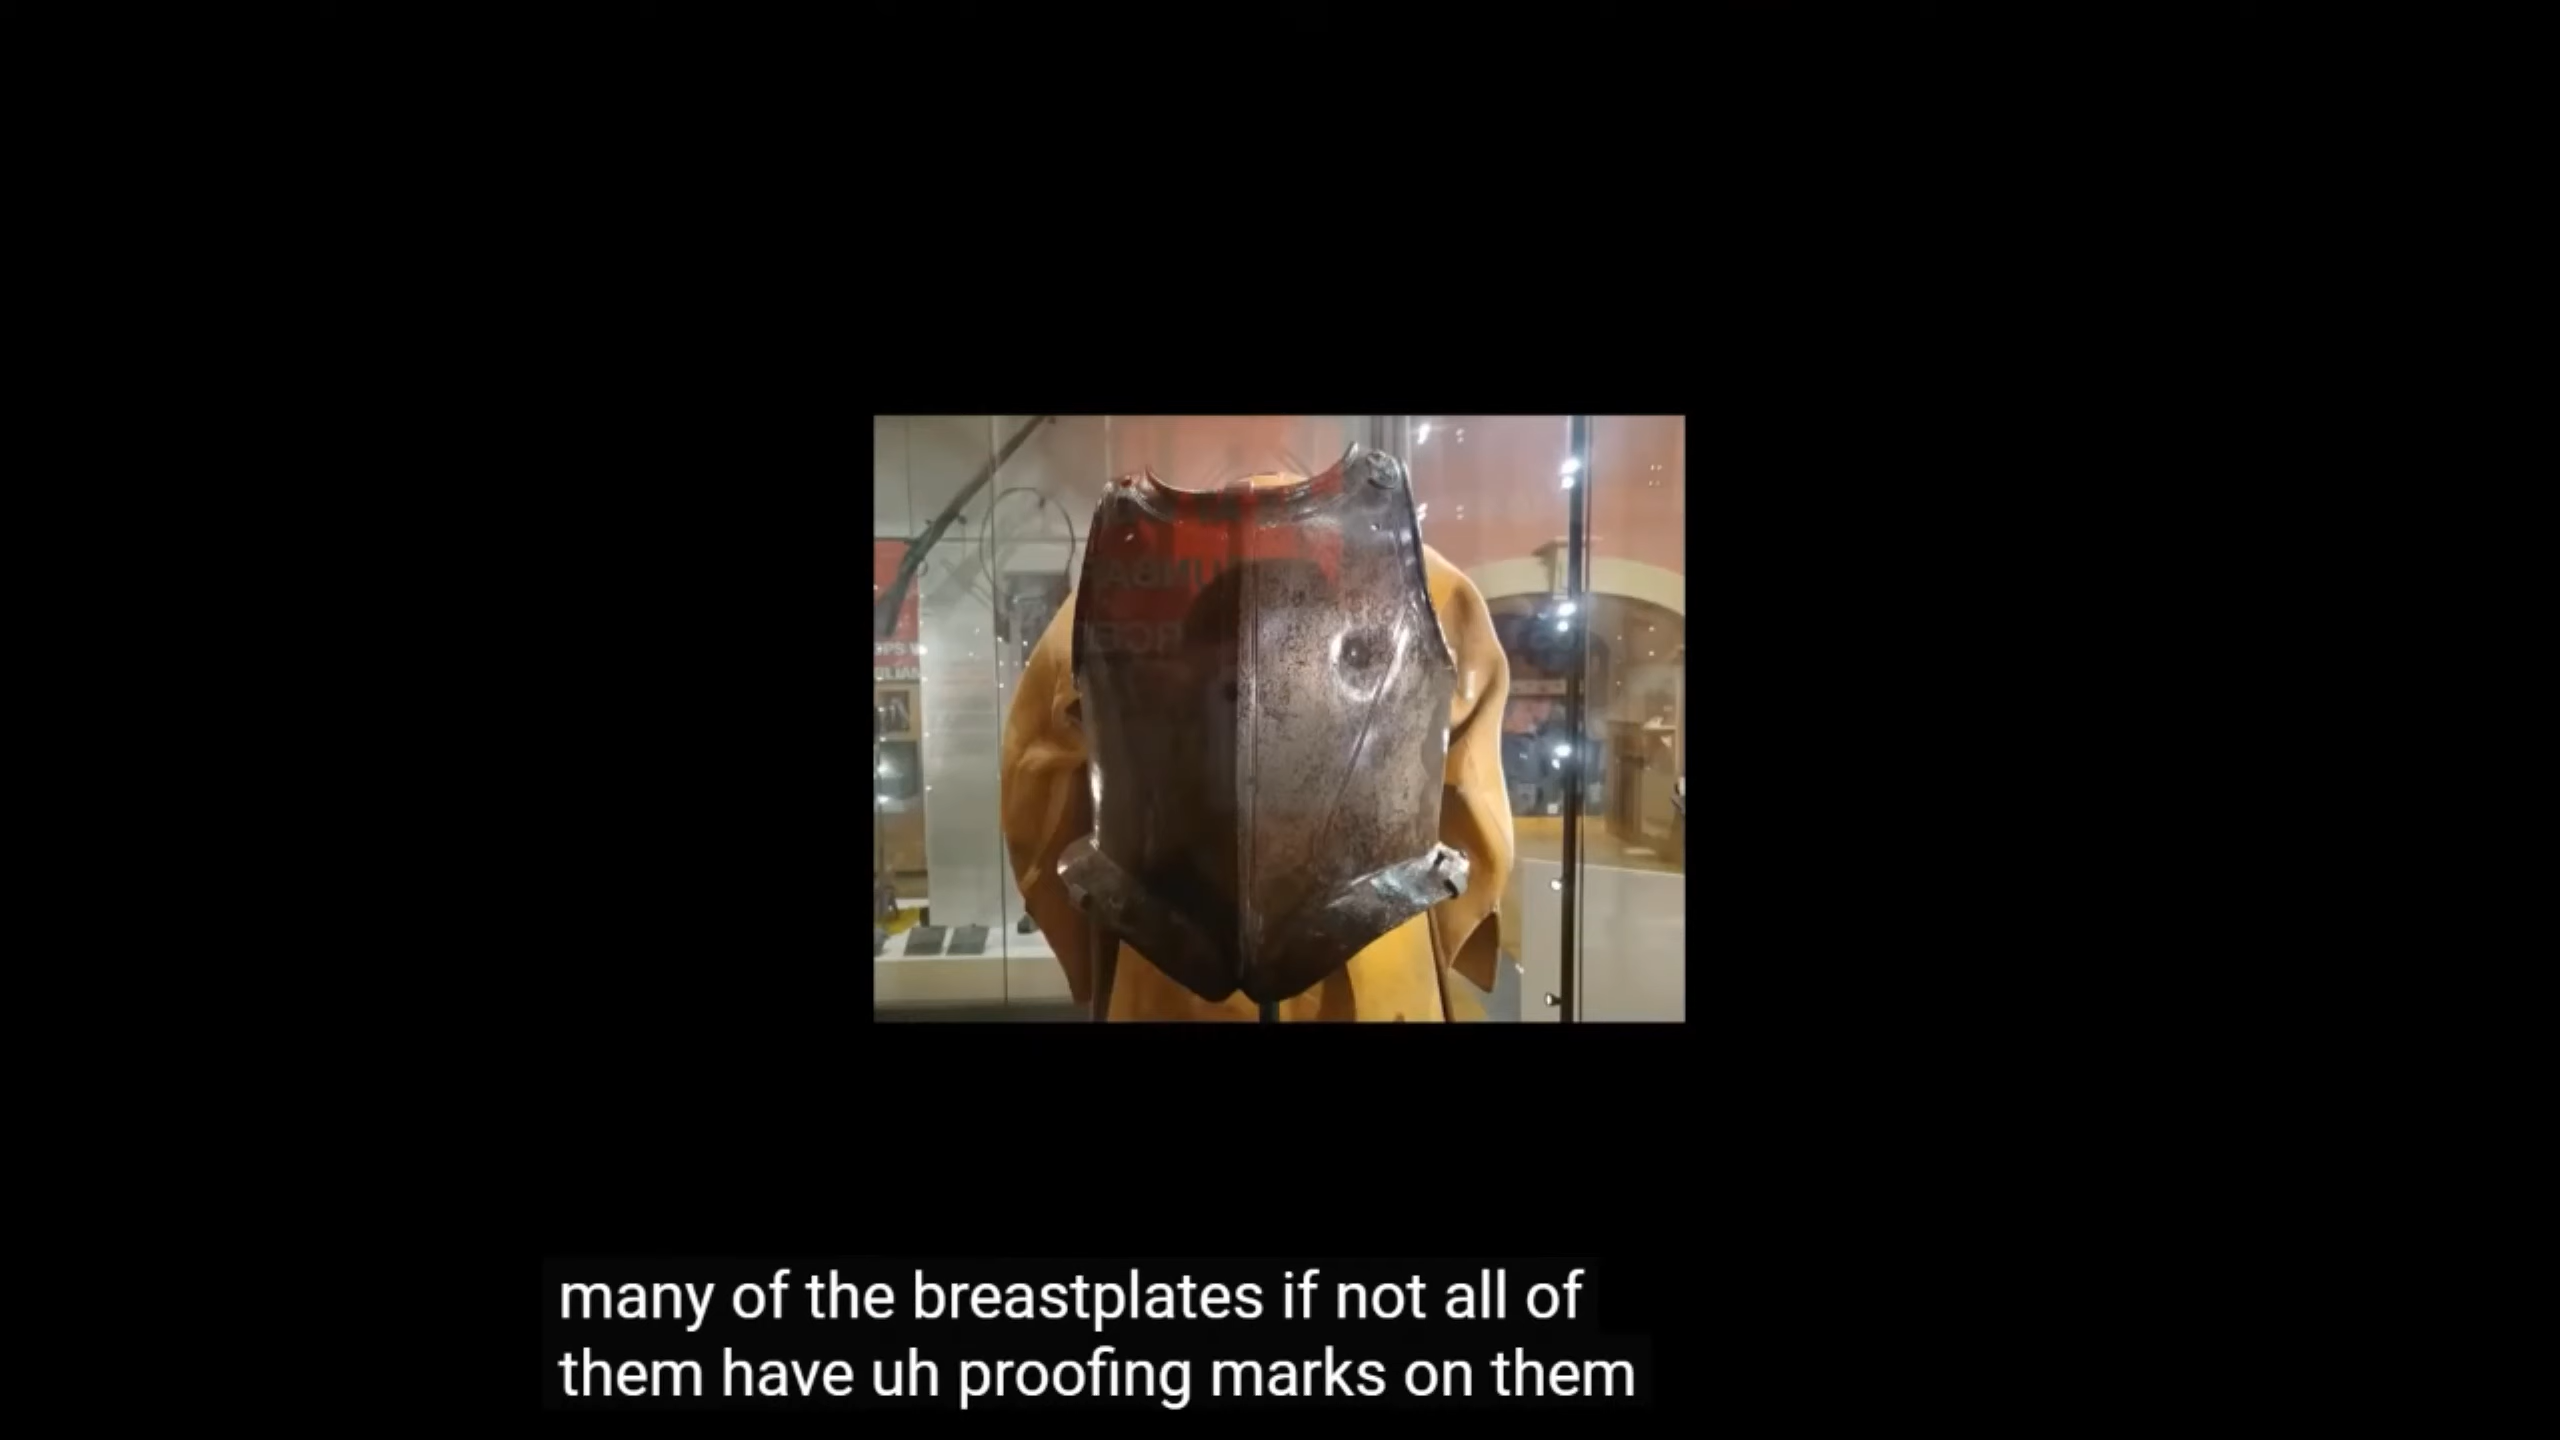 many of the breastplates if not all of
them have uh proofing marks on them